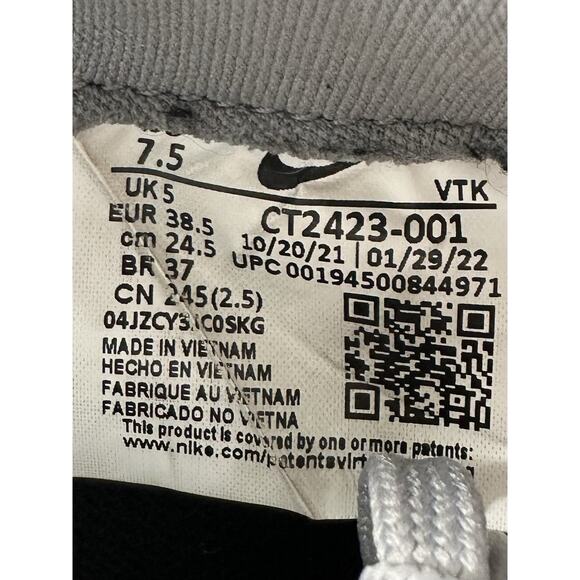 7.5
VTK
UK 5
EUR 38.5
CT2423-001
cm 24.5
10/20/21 | 01/29/22
BR 37
UPC 00194500844971
CN 245(2.5)
MADE IN VIETNAM
HECHO EN VIETNAM
FABRIQUE AU VIETNAM
FABRICADO NO VIETNA
This product is covered by one or more patents: